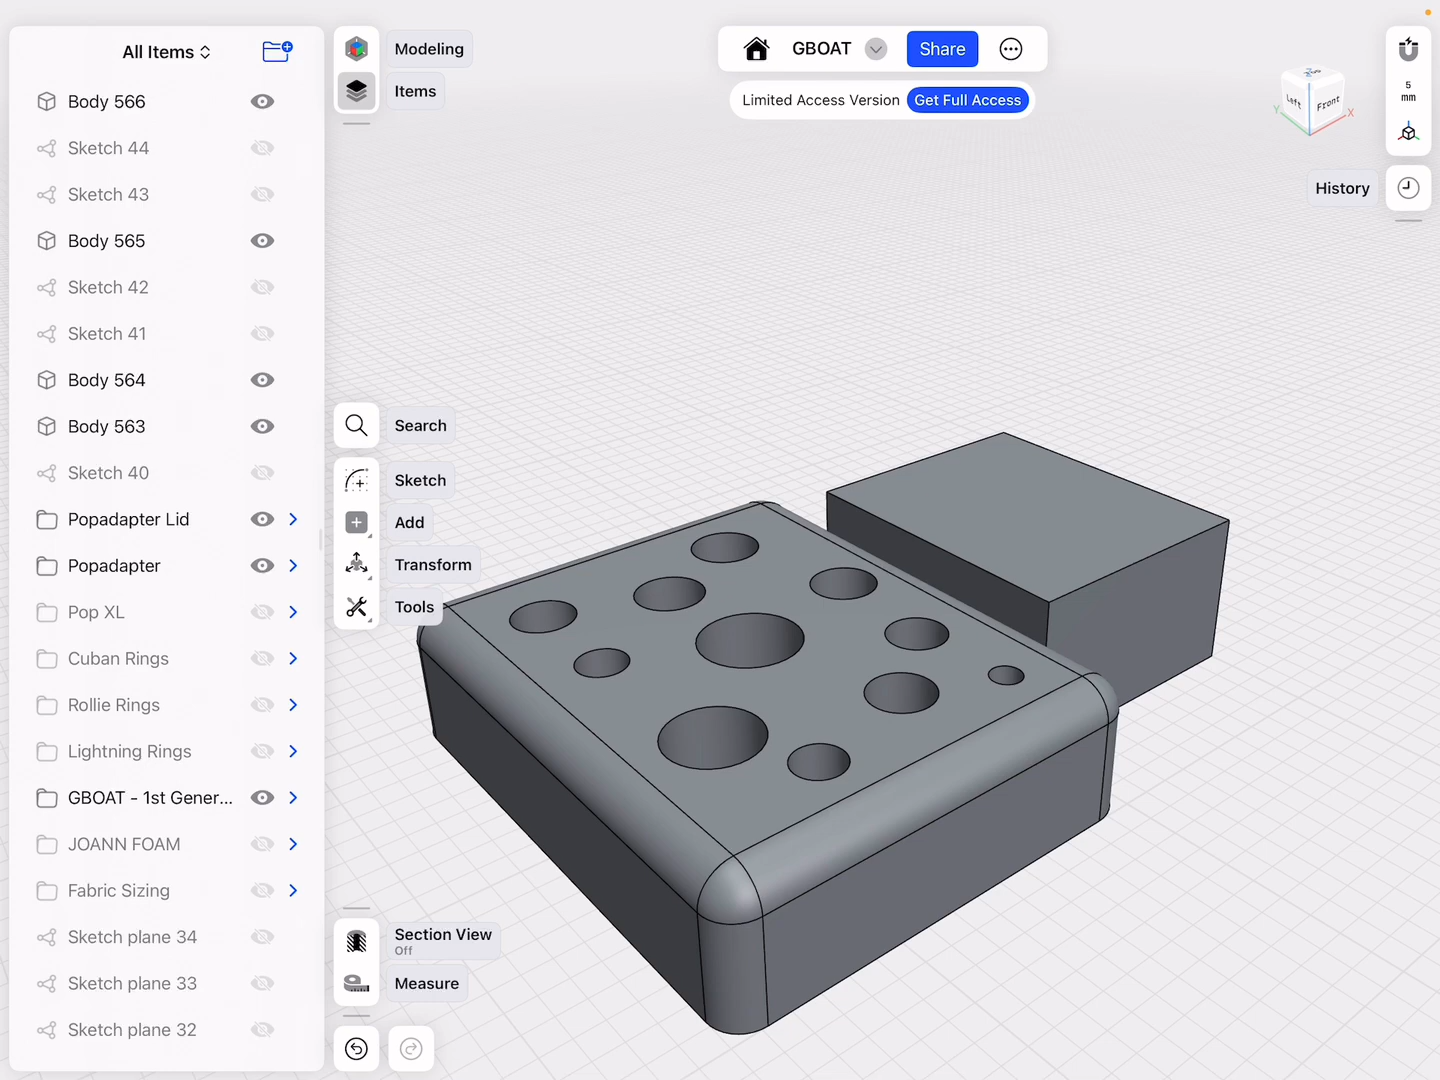 All Items
Body 566
Sketch 44
Sketch 43
Body 565
Sketch 42
Sketch 41
Body 564
Body 563
Sketch 40
Popadapter Lid
Popadapter
Pop XL
Cuban Rings
Rollie Rings
Lightning Rings
GBOAT - 1st Gener...
JOANN FOAM
Fabric Sizing
Sketch plane 34
Sketch plane 33
Sketch plane 32
Modeling
Items
Search
Sketch
Add
Transform
Tools
Section View
Off
Measure
GBOAT
Share
Limited Access Version
Get Full Access
Left
Front
Y
X
5
mm
History